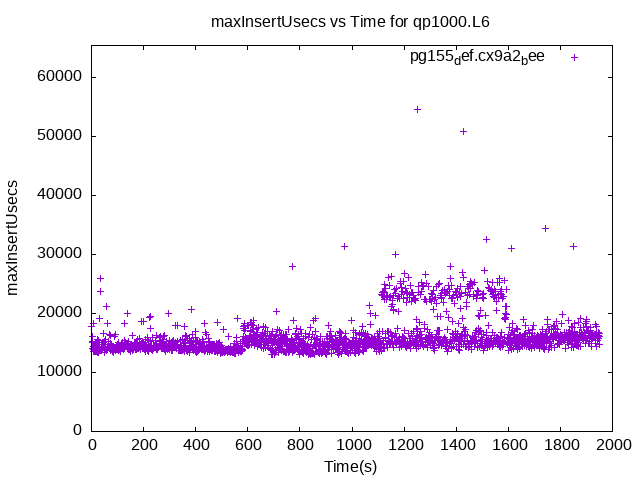 maxInsertUsecs vs Time for qp1000.L6
pg155def.cx9a2bee
60000
50000
40000
30000
20000
10000
0
maxInsertUsecs
0 200 400 600 800 1000 1200 1400 1600 1800 2000
Time(s)